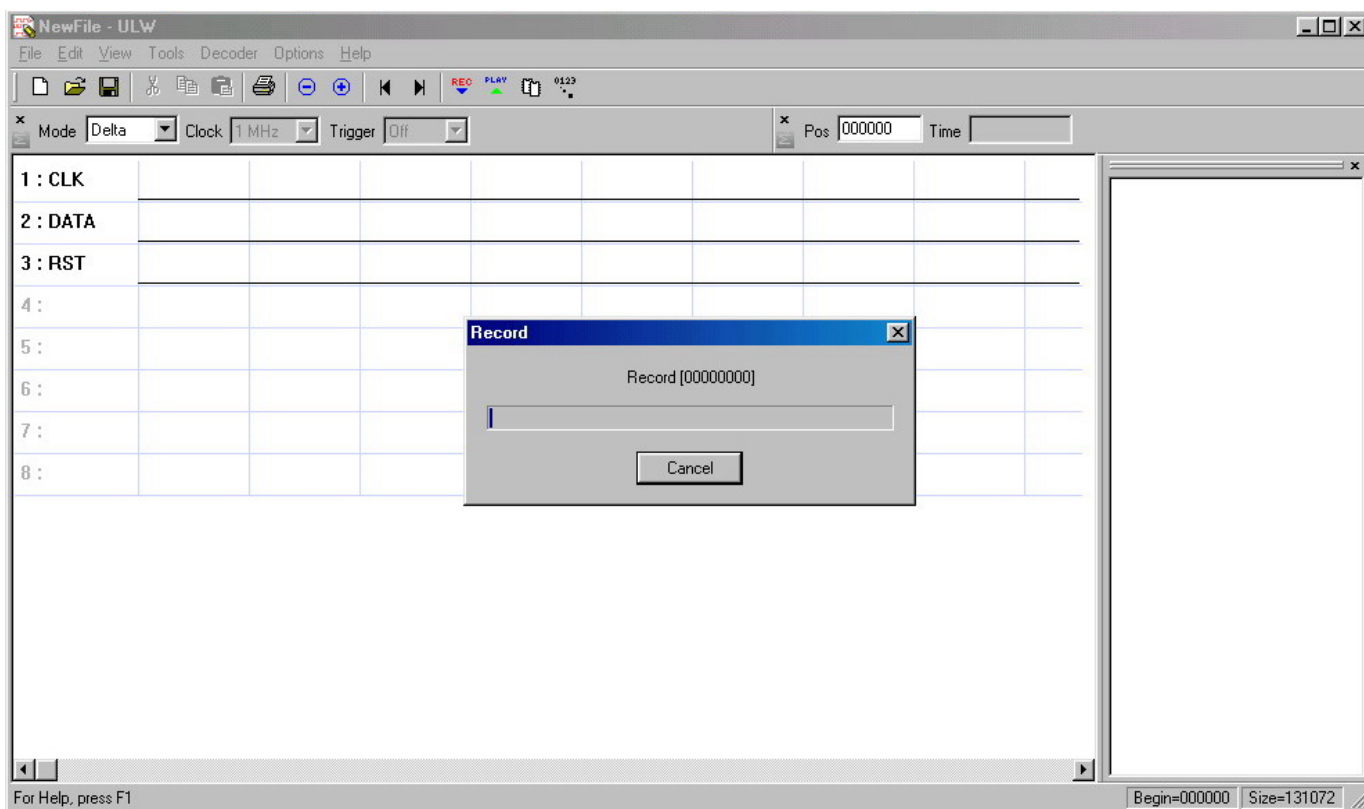 NewFile - ULW
File Edit View Tools Decoder Options Help
REC PLAY 0123
Mode Delta Clock 1 MHz Trigger Off Pos 000000 Time
1 : CLK
2 : DATA
3 : RST
4 :
5 :
6 :
7 :
8 :
Record
Record [00000000]
Cancel
For Help, press F1 Begin=000000 Size=131072